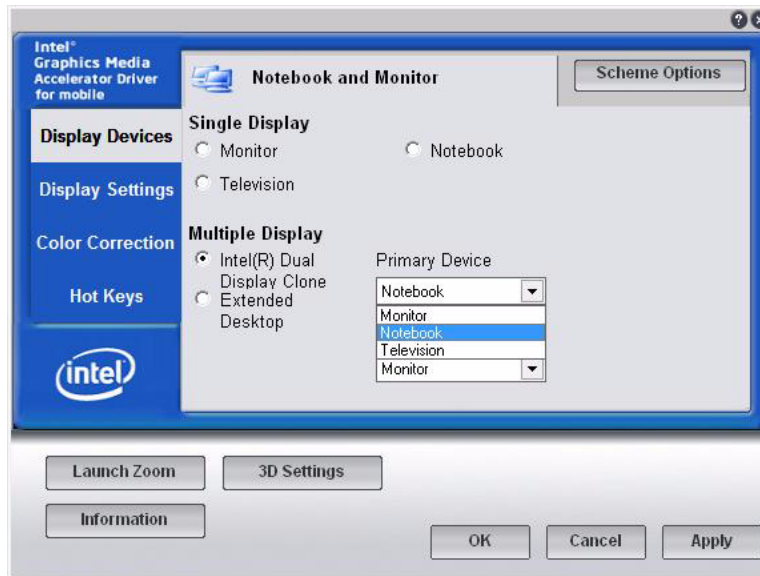 Intel®
Graphics Media
Accelerator Driver
for mobile
Notebook and Monitor
Scheme Options
Display Devices
Display Settings
Color Correction
Hot Keys
intel
Single Display
Monitor
Notebook
Television
Multiple Display
Intel(R) Dual
Display Clone
Extended
Desktop
Primary Device
Notebook
Monitor
Notebook
Television
Monitor
Launch Zoom
3D Settings
Information
OK
Cancel
Apply